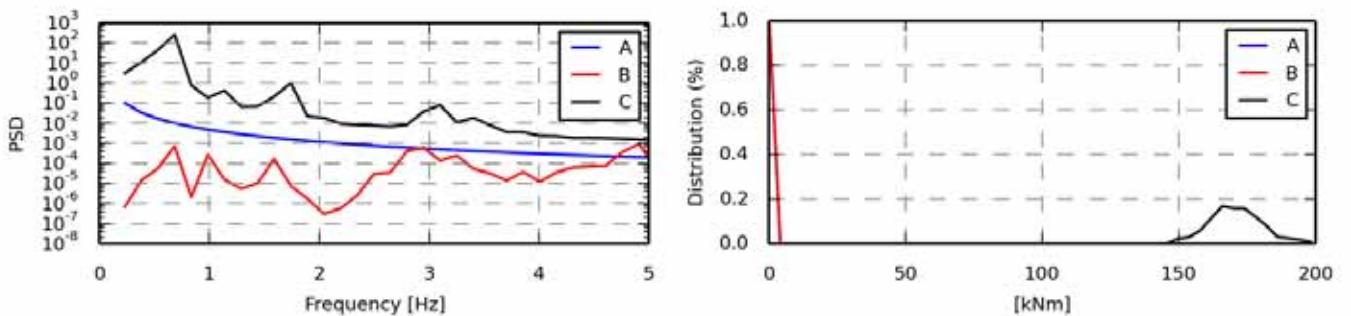 PSD
10^3
10^2
10^1
10^0
10^-1
10^-2
10^-3
10^-4
10^-5
10^-6
10^-7
10^-8
0 1 2 3 4 5
Frequency [Hz]
A
B
C
Distribution (%)
1.0
0.8
0.6
0.4
0.2
0.0
0 50 100 150 200
[kNm]
A
B
C